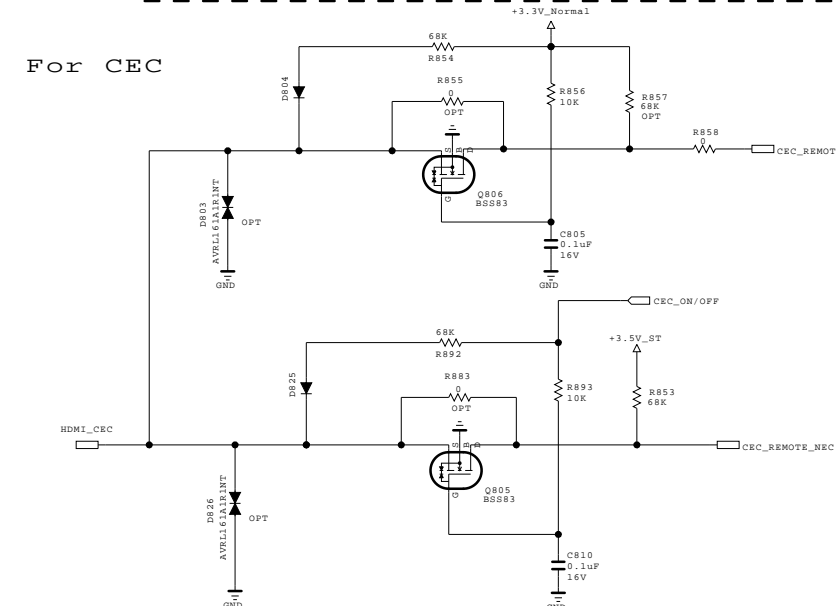 +3.3V_Normal
For CEC
68K
R854
D804
R855
0
OPT
R856
10K
R857
68K
OPT
R858
0
CEC_REMOT
S
B
D
G
Q806
BSS83
D803
AVRL161A1R1NT
OPT
GND
C805
0.1uF
16V
GND
CEC_ON/OFF
68K
R892
+3.5V_ST
D825
R883
0
OPT
R893
10K
R853
68K
HDMI_CEC
CEC_REMOTE_NEC
S
B
D
G
Q805
BSS83
D826
AVRL161A1R1NT
OPT
GND
C810
0.1uF
16V
GND